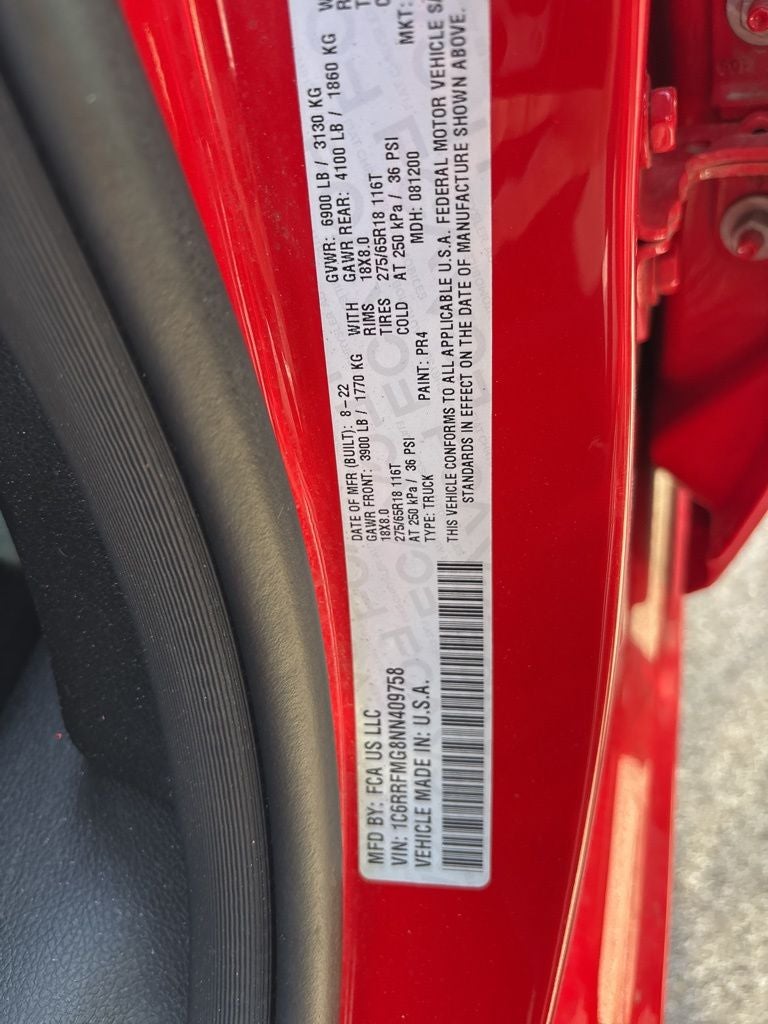 MFD BY: FCA US LLC
DATE OF MFR (BUILT): 8-22
GVWR: 6900 LB / 3130 KG
GAWR FRONT: 3900 LB / 1770 KG WITH
GAWR REAR: 4100 LB / 1860 KG
18X8.0 RIMS 18X8.0
275/65R18 116T TIRES 275/65R18 116T
AT 250 kPa / 36 PSI COLD AT 250 kPa / 36 PSI
VIN: 1C6RRFMG8NN409758
TYPE: TRUCK
PAINT: PR4
MDH: 081200
MKT:
VEHICLE MADE IN: U.S.A.
THIS VEHICLE CONFORMS TO ALL APPLICABLE U.S.A. FEDERAL MOTOR VEHICLE
STANDARDS IN EFFECT ON THE DATE OF MANUFACTURE SHOWN ABOVE.